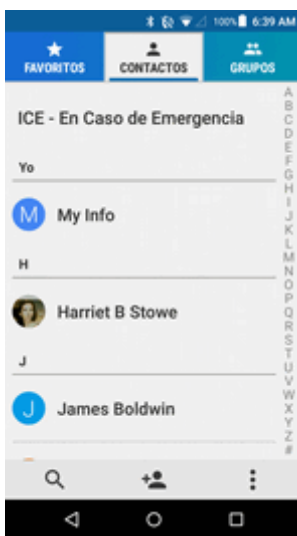 100% 6:39 AM
FAVORITOS CONTACTOS GRUPOS
ICE - En Caso de Emergencia
Yo
M My Info
H
Harriet B Stowe
J
J James Boldwin
A
B
C
D
E
F
G
H
I
J
K
L
M
N
O
P
Q
R
S
T
U
V
W
X
Y
Z
#